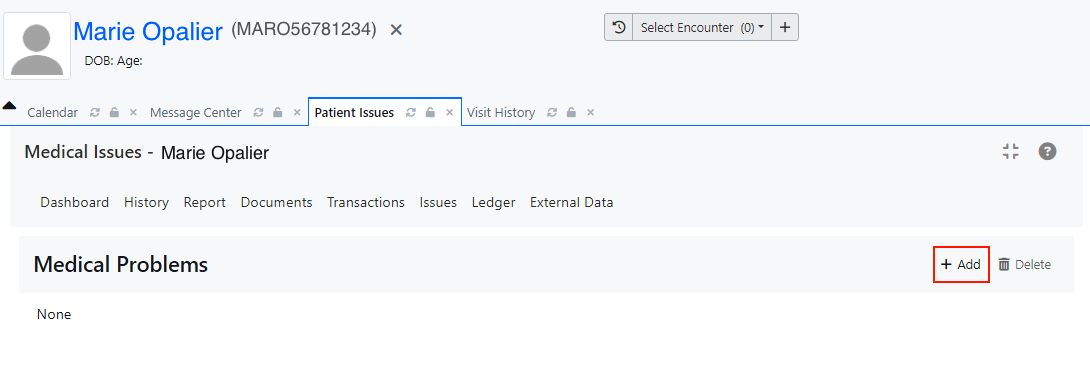 Marie Opalier (MARO56781234) ×
Select Encounter (0) +
DOB: Age:
Calendar × Message Center × Patient Issues × Visit History ×
Medical Issues - Marie Opalier ?
Dashboard History Report Documents Transactions Issues Ledger External Data
Medical Problems + Add Delete
None